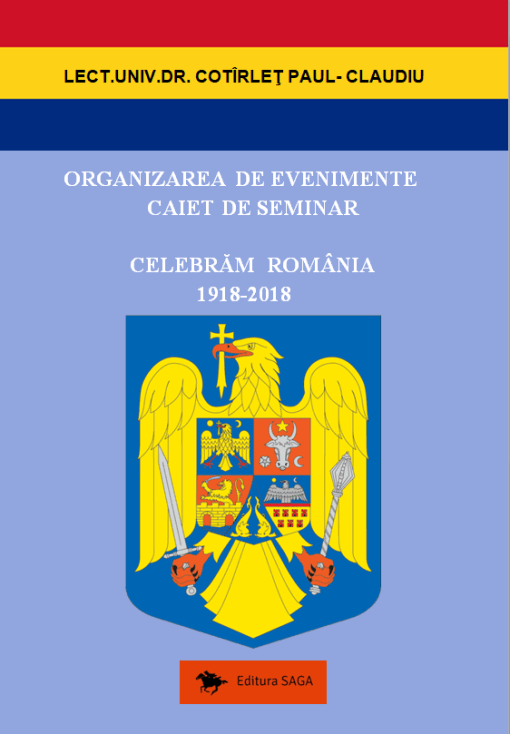 LECT.UNIV.DR. COTÎRLEŢ PAUL- CLAUDIU
ORGANIZAREA DE EVENIMENTE
CAIET DE SEMINAR
CELEBRĂM ROMÂNIA
1918-2018
Editura SAGA